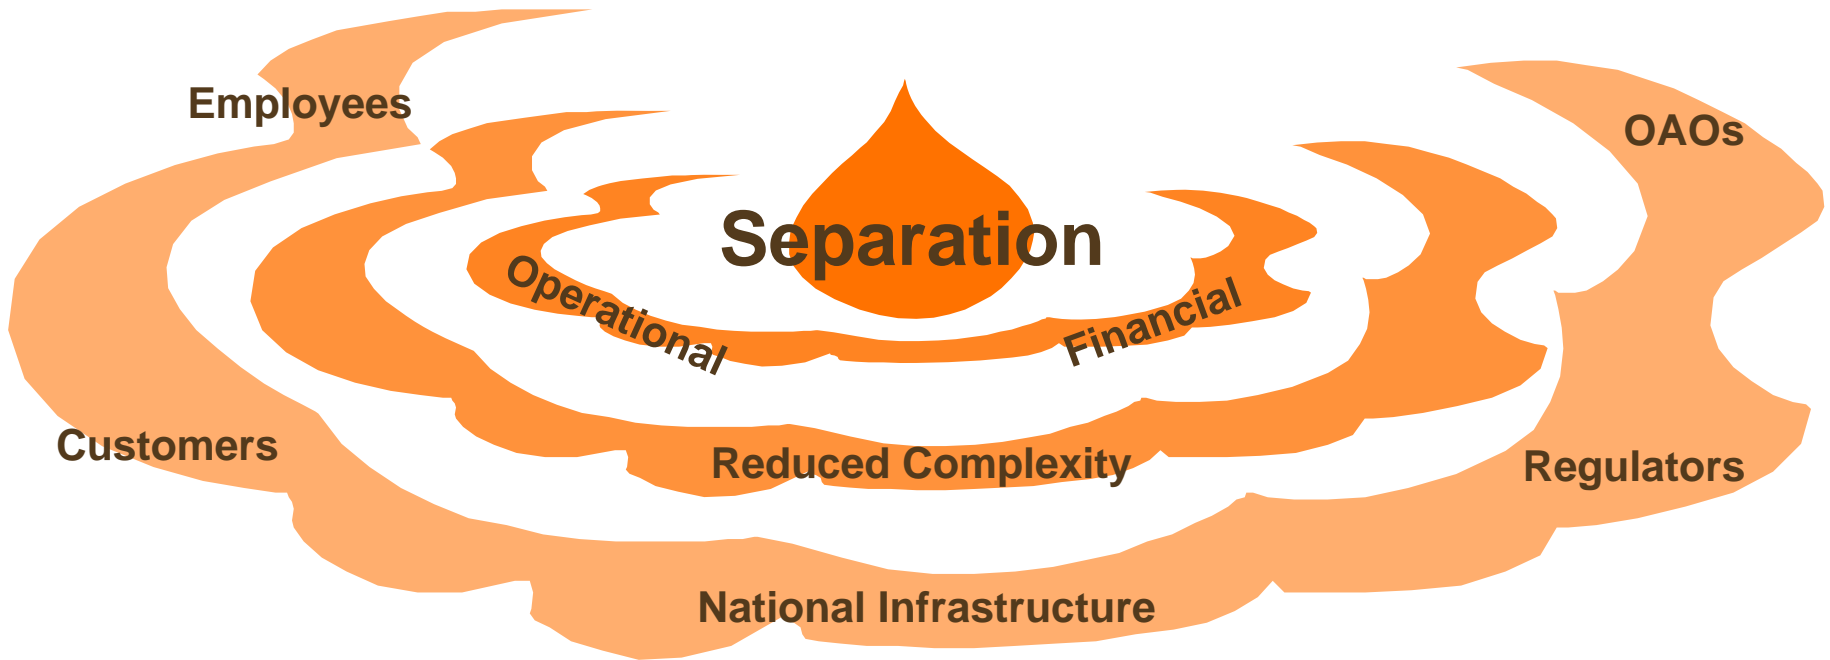 Employees
OAOs
Separation
Operational
Financial
Customers
Reduced Complexity
Regulators
National Infrastructure